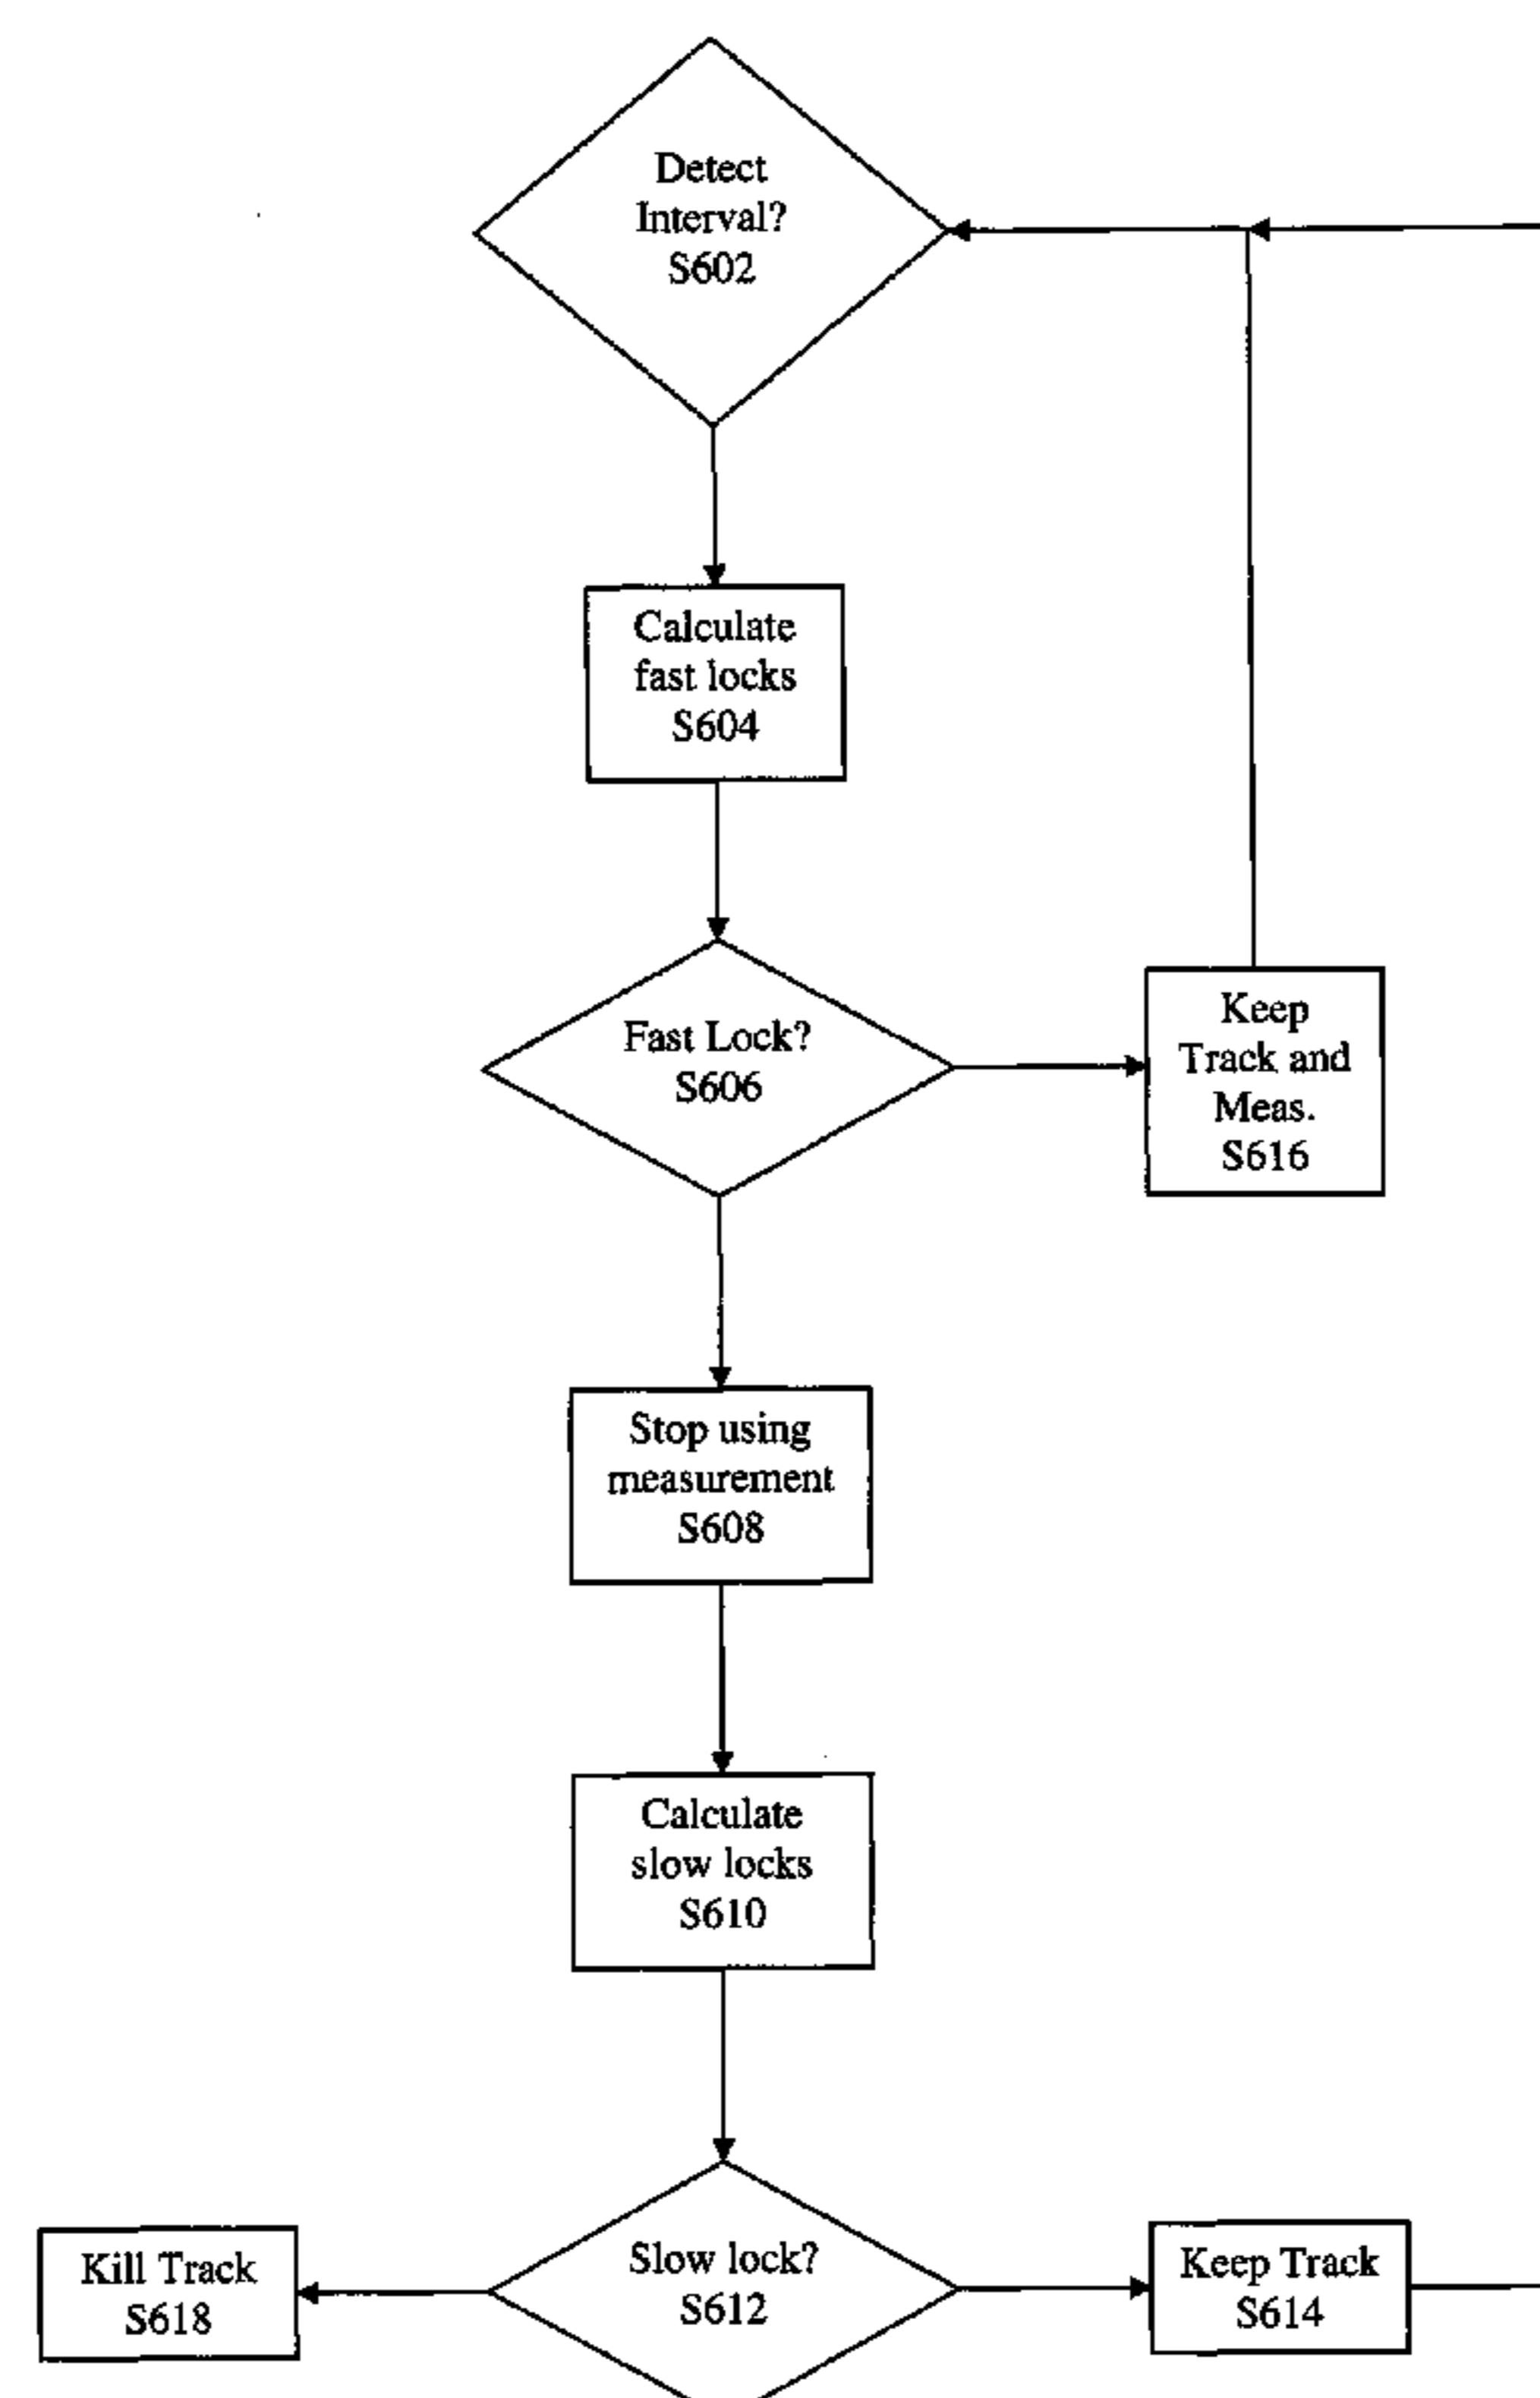 Detect
Interval?
S602
Calculate
fast locks
S604
Fast Lock?
S606
Keep
Track and
Meas.
S616
Stop using
measurement
S608
Calculate
slow locks
S610
Kill Track
S618
Slow lock?
S612
Keep Track
S614